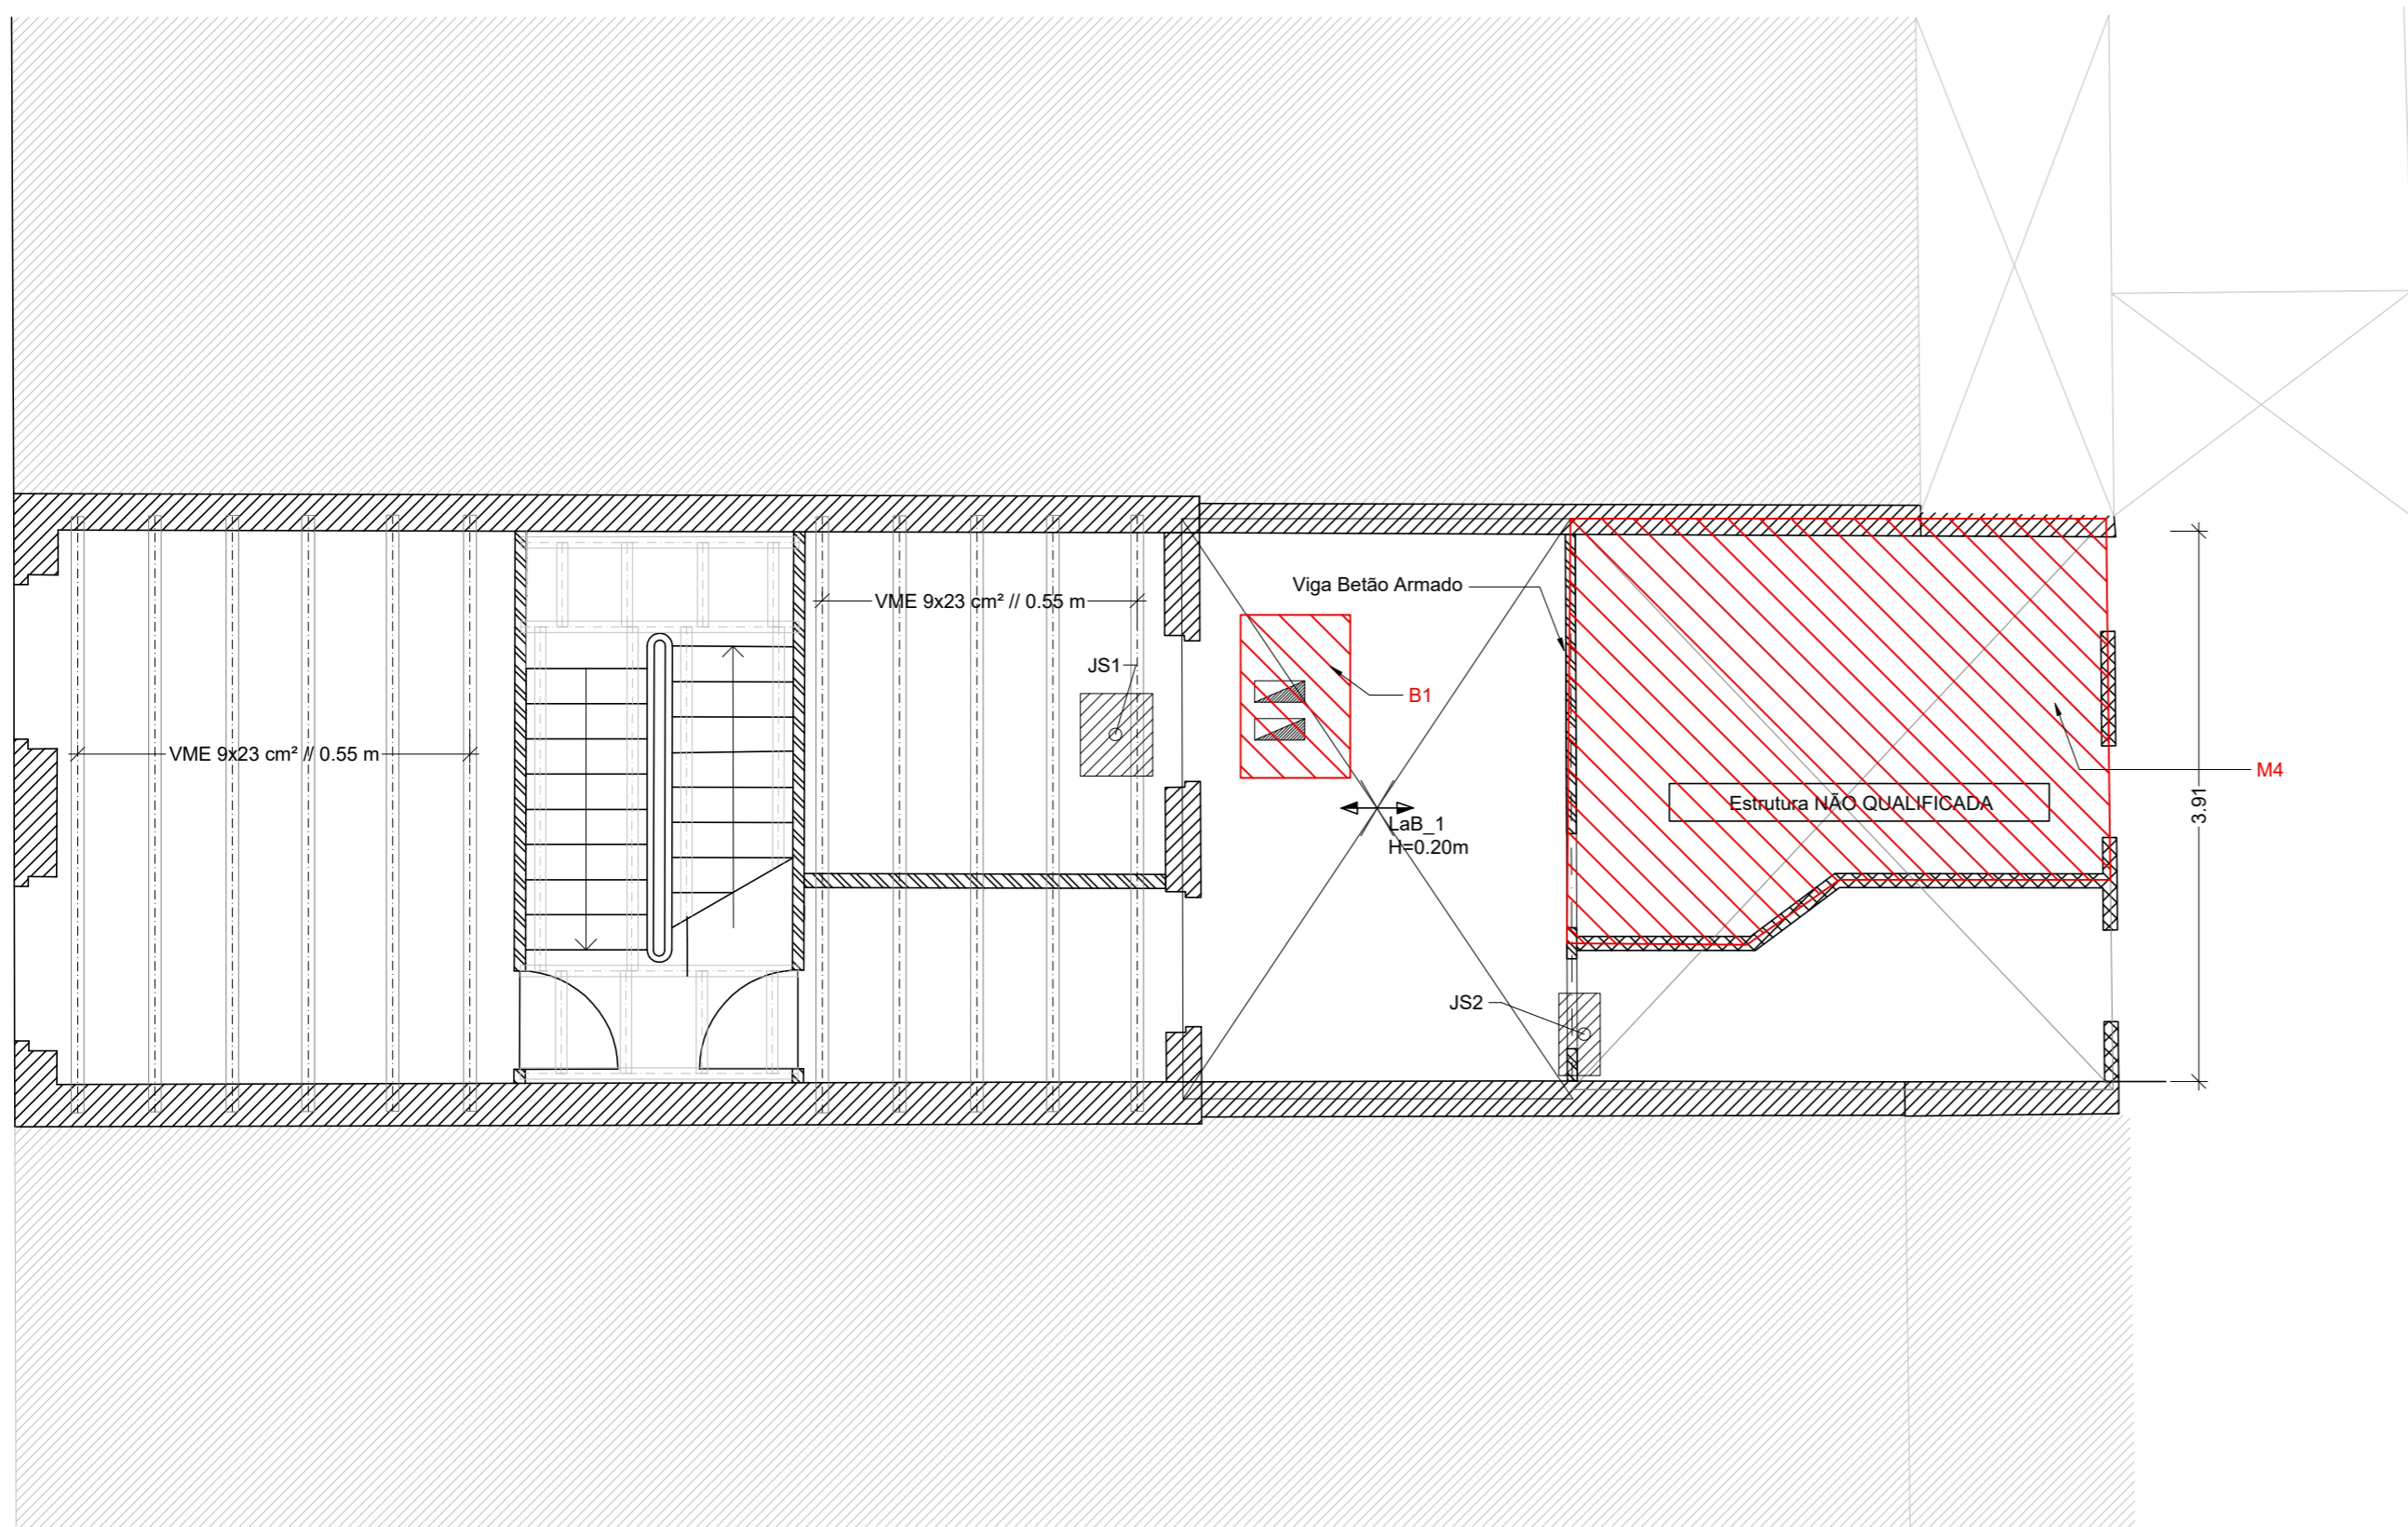 Viga Betão Armado
VME 9x23 cm² // 0.55 m
JS1
B1
VME 9x23 cm² // 0.55 m
M4
Estrutura NÃO QUALIFICADA
3.91
LaB_1
H=0.20m
JS2